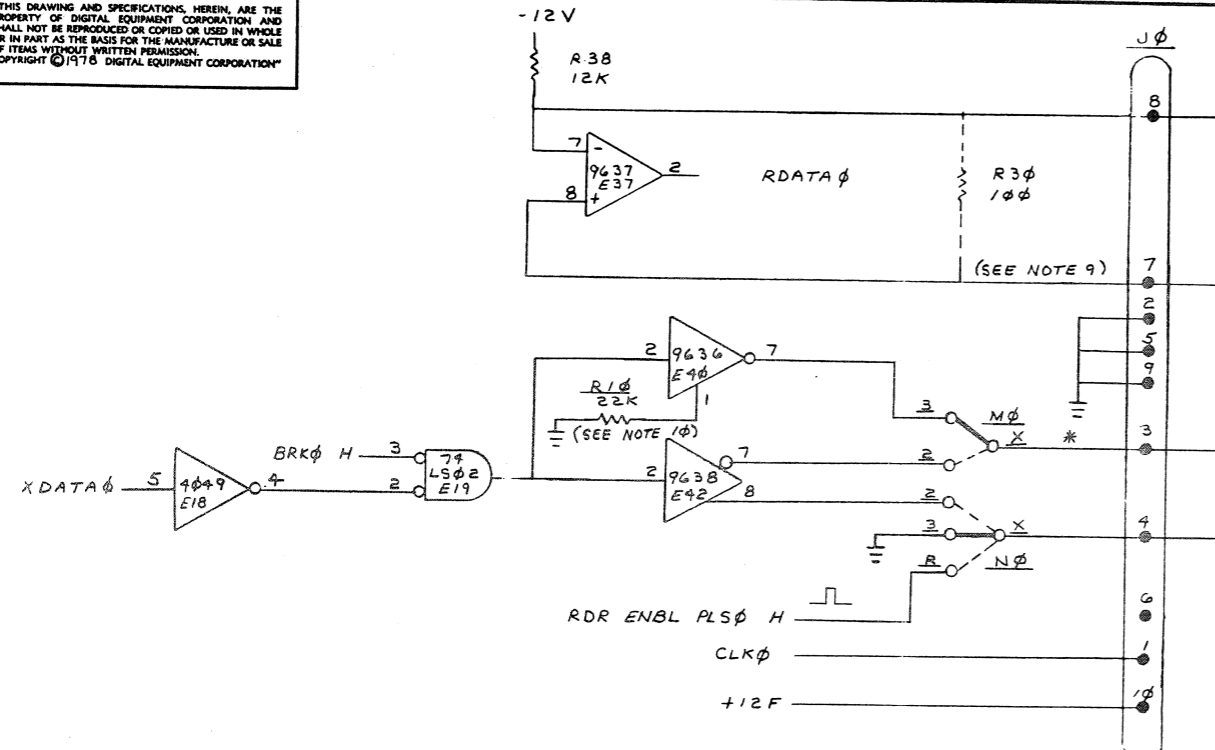 THIS DRAWING AND SPECIFICATIONS, HEREIN, ARE THE
ROPERTY OF DIGITAL EQUIPMENT CORPORATION AND
HALL NOT BE REPRODUCED OR COPIED OR USED IN WHOLE
R IN PART AS THE BASIS FOR THE MANUFACTURE OR SALE
F ITEMS WITHOUT WRITTEN PERMISSION.
OPYRIGHT ©1978 DIGITAL EQUIPMENT CORPORATION"
-12V
R38
12K
JØ
8
7
-
9637
E37
8
+
2
RDATAØ
R3Ø
1ØØ
(SEE NOTE 9)
7
2
5
9
2
9636
E4Ø
7
1
R1Ø
22K
(SEE NOTE 1Ø)
3
MØ
X
*
3
2
BRKØ H
3
74
LSØ2
E19
2
XDATAØ
5
4Ø49
E18
4
2
9638
E42
7
8
2
3
X
4
R
NØ
RDR ENBL PLSØ H
6
CLKØ
1
+12F
1Ø